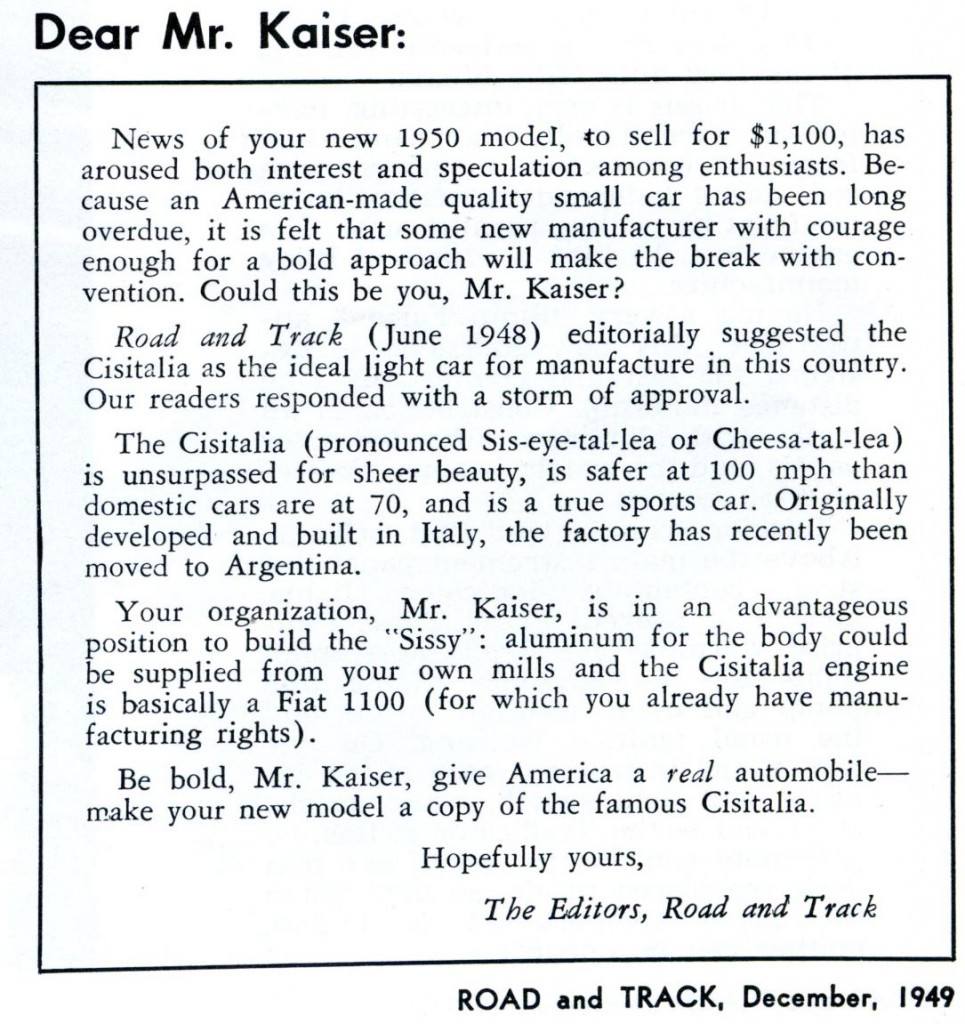 Dear Mr. Kaiser:
News of your new 1950 model, to sell for $1,100, has
aroused both interest and speculation among enthusiasts. Be-
cause an American-made quality small car has been long
overdue, it is felt that some new manufacturer with courage
enough for a bold approach will make the break with con-
vention. Could this be you, Mr. Kaiser?
Road and Track (June 1948) editorially suggested the
Cisitalia as the ideal light car for manufacture in this country.
Our readers responded with a storm of approval.
The Cisitalia (pronounced Sis-eye-tal-lea or Cheesa-tal-lea)
is unsurpassed for sheer beauty, is safer at 100 mph than
domestic cars are at 70, and is a true sports car. Originally
developed and built in Italy, the factory has recently been
moved to Argentina.
Your organization, Mr. Kaiser, is in an advantageous
position to build the "Sissy": aluminum for the body could
be supplied from your own mills and the Cisitalia engine
is basically a Fiat 1100 (for which you already have manu-
facturing rights).
Be bold, Mr. Kaiser, give America a real automobile—
make your new model a copy of the famous Cisitalia.
Hopefully yours,
The Editors, Road and Track
ROAD and TRACK, December, 1949